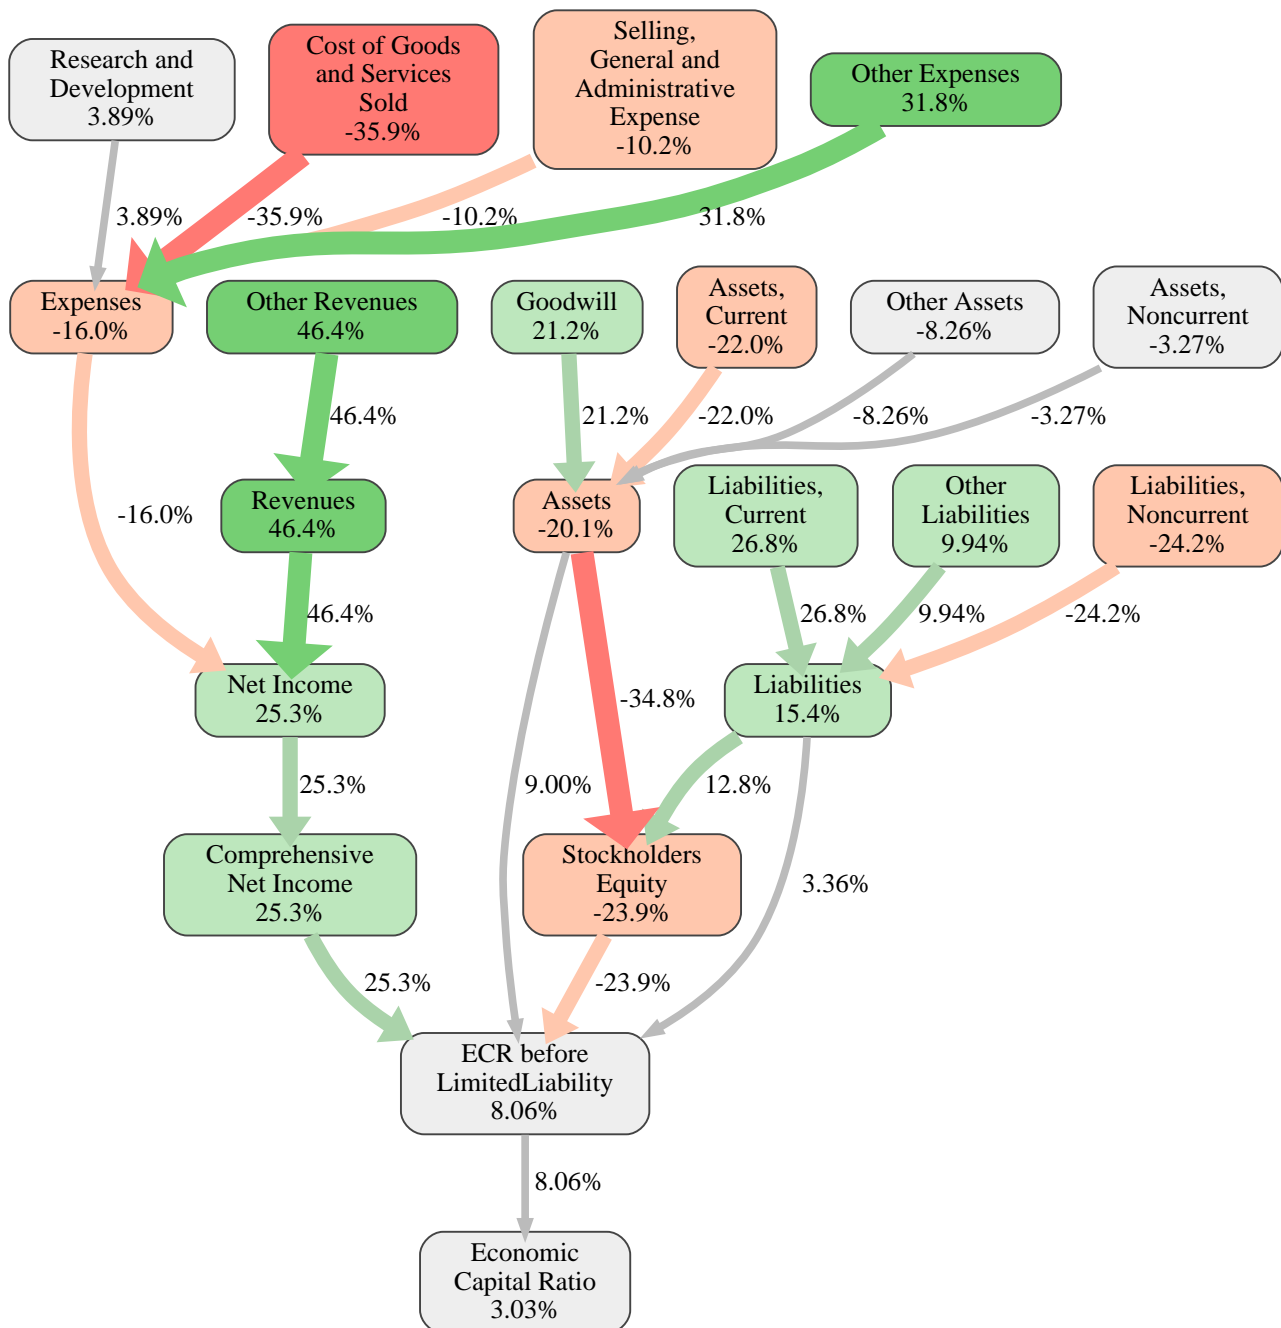 Research and
Development
3.89%
Cost of Goods
and Services
Sold
-35.9%
Selling,
General and
Administrative
Expense
-10.2%
Other Expenses
31.8%
3.89%
-35.9%
-10.2%
31.8%
Expenses
-16.0%
Other Revenues
46.4%
Goodwill
21.2%
Assets,
Current
-22.0%
Other Assets
-8.26%
Assets,
Noncurrent
-3.27%
46.4%
21.2%
-22.0%
-8.26%
-3.27%
-16.0%
Revenues
46.4%
Assets
-20.1%
Liabilities,
Current
26.8%
Other
Liabilities
9.94%
Liabilities,
Noncurrent
-24.2%
46.4%
26.8%
9.94%
-24.2%
Net Income
25.3%
-34.8%
Liabilities
15.4%
25.3%
9.00%
12.8%
Comprehensive
Net Income
25.3%
Stockholders
Equity
-23.9%
3.36%
25.3%
-23.9%
ECR before
LimitedLiability
8.06%
8.06%
Economic
Capital Ratio
3.03%